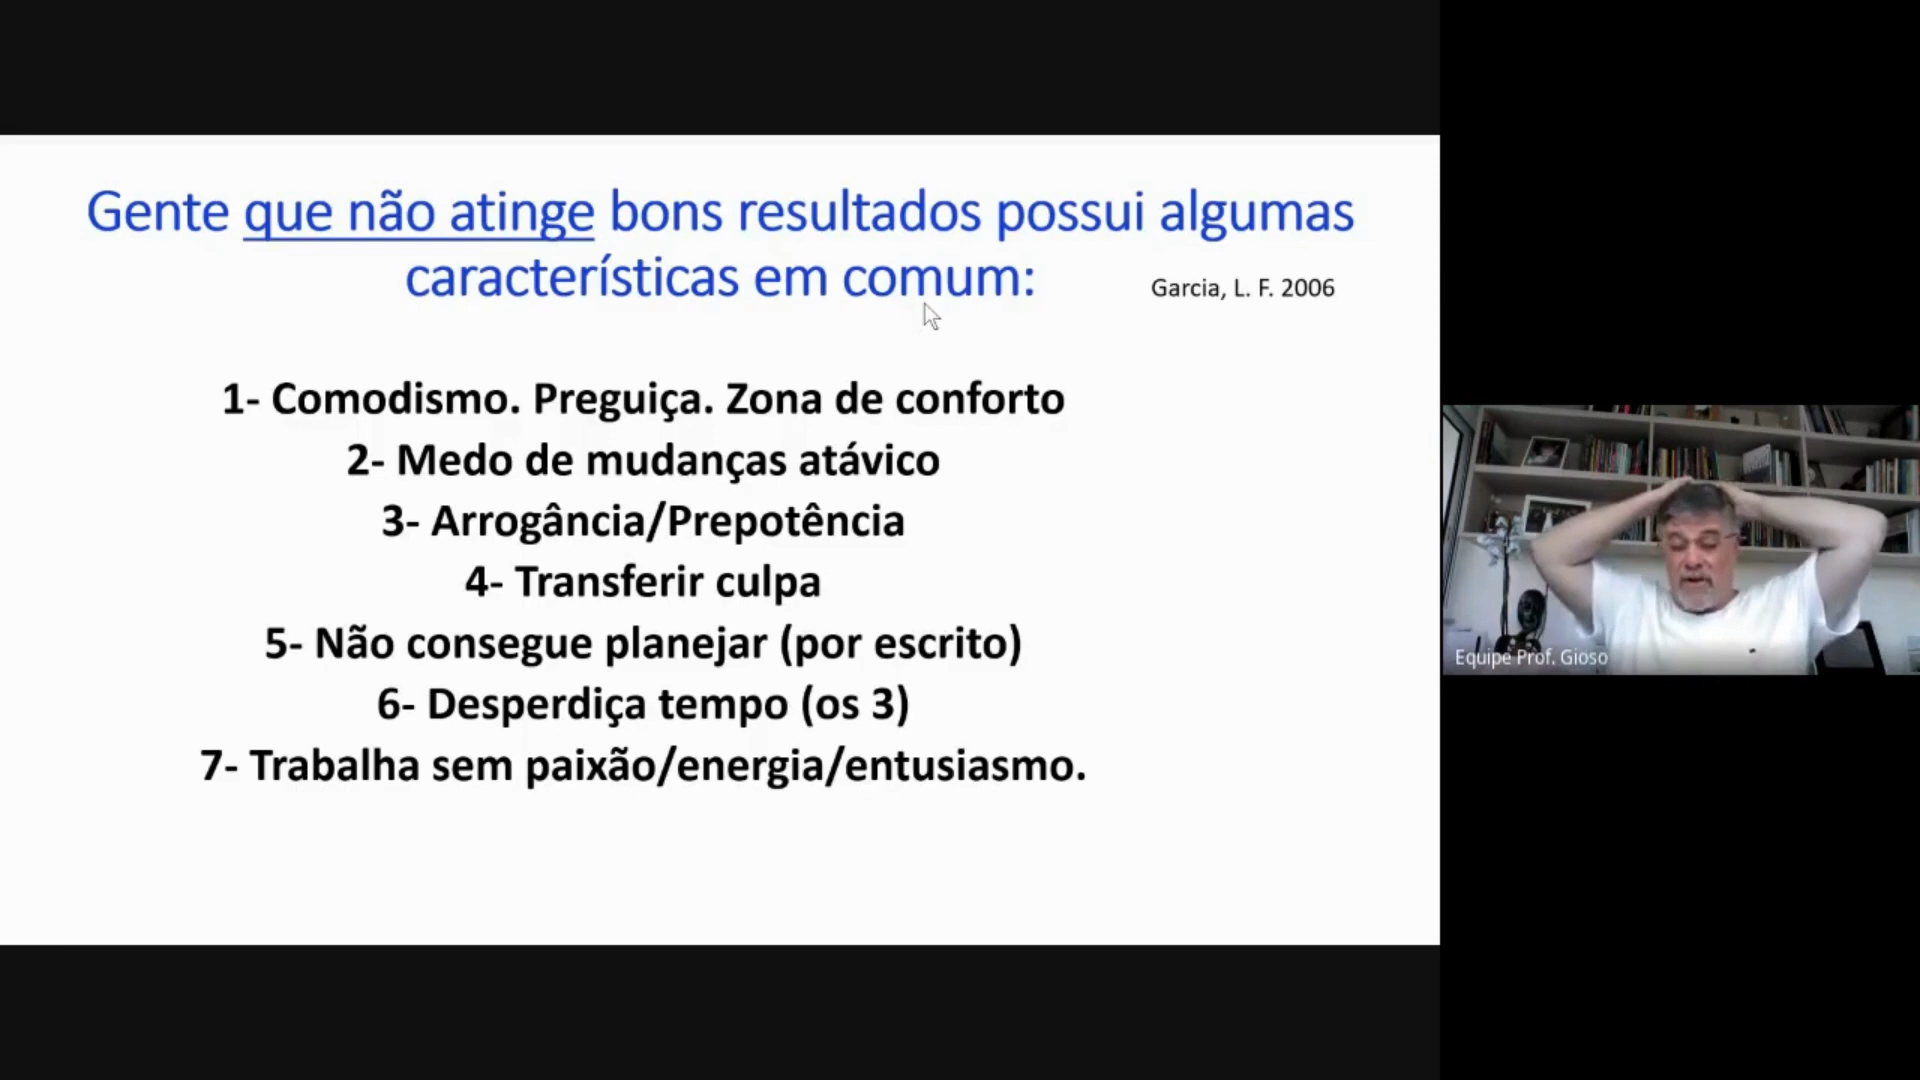 Gente que não atinge bons resultados possui algumas
características em comum:
Garcia, L. F. 2006
1- Comodismo. Preguiça. Zona de conforto
2- Medo de mudanças atávico
3- Arrogância/Prepotência
4- Transferir culpa
5- Não consegue planejar (por escrito)
6- Desperdiça tempo (os 3)
7- Trabalha sem paixão/energia/entusiasmo.
Equipe Prof. Gioso